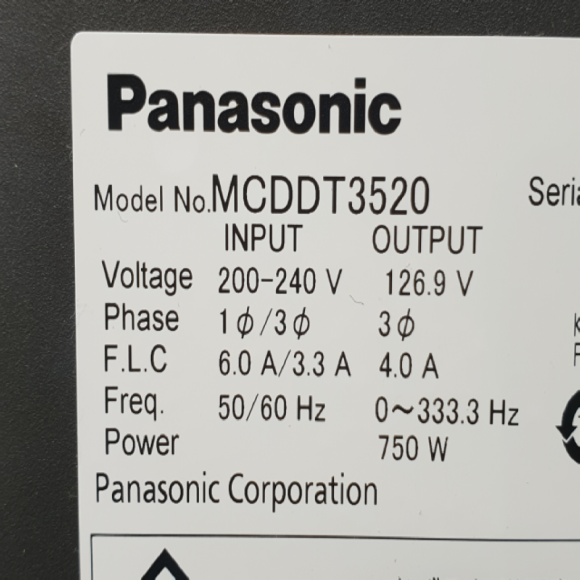 Panasonic
Model No.MCDDT3520
INPUT OUTPUT
Voltage 200-240 V 126.9 V
Phase 1ϕ/3ϕ 3ϕ
F.L.C 6.0 A/3.3 A 4.0 A
Freq. 50/60 Hz 0~333.3 Hz
Power 750 W
Panasonic Corporation